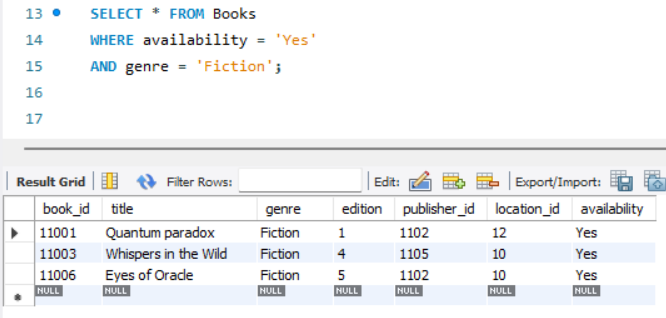 13 SELECT * FROM Books
14 WHERE availability = 'Yes'
15 AND genre = 'Fiction';
16
17
Result Grid Filter Rows: Edit: Export/Import:
book_id title genre edition publisher_id location_id availability
11001 Quantum paradox Fiction 1 1102 12 Yes
11003 Whispers in the Wild Fiction 4 1105 10 Yes
11006 Eyes of Oracle Fiction 5 1102 10 Yes
NULL NULL NULL NULL NULL NULL NULL